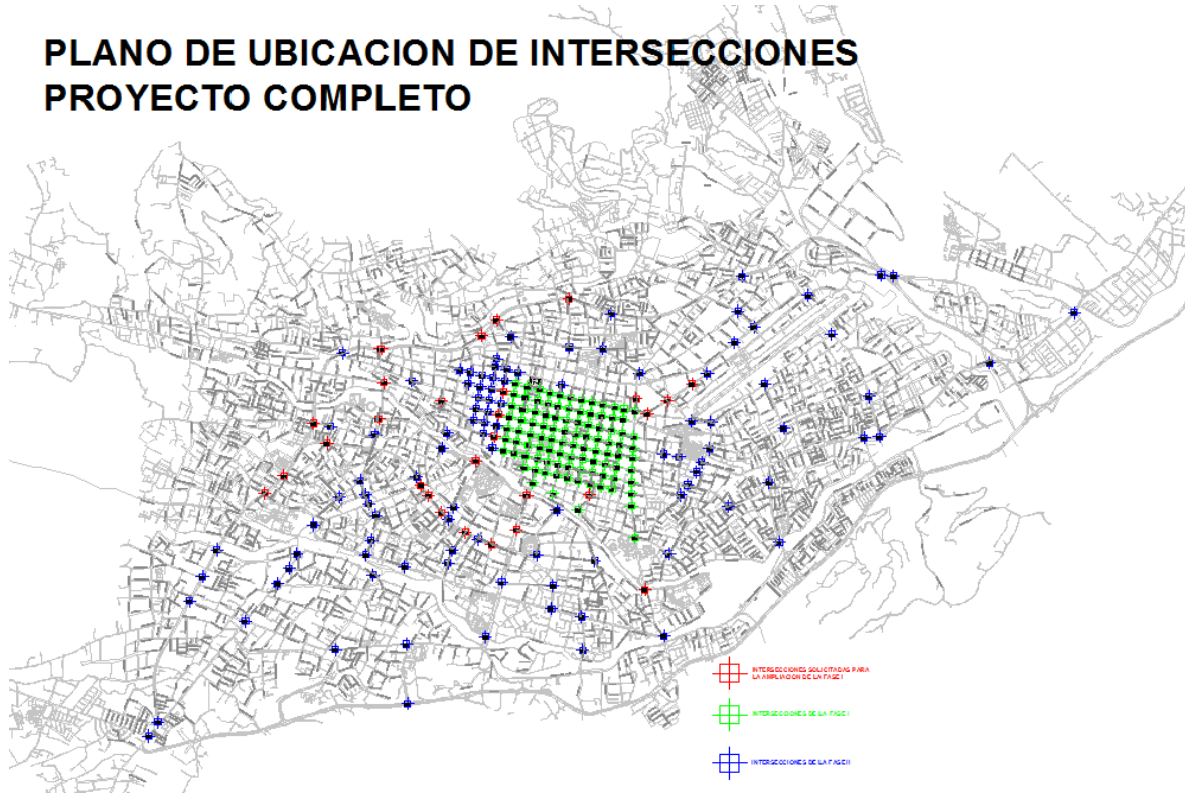 PLANO DE UBICACION DE INTERSECCIONES
PROYECTO COMPLETO
INTERSECCIONES SOLICITADAS PARA
LA AMPLIACION DE LA FASE I
INTERSECCIONES DE LA FASE I
INTERSECCIONES DE LA FASE II